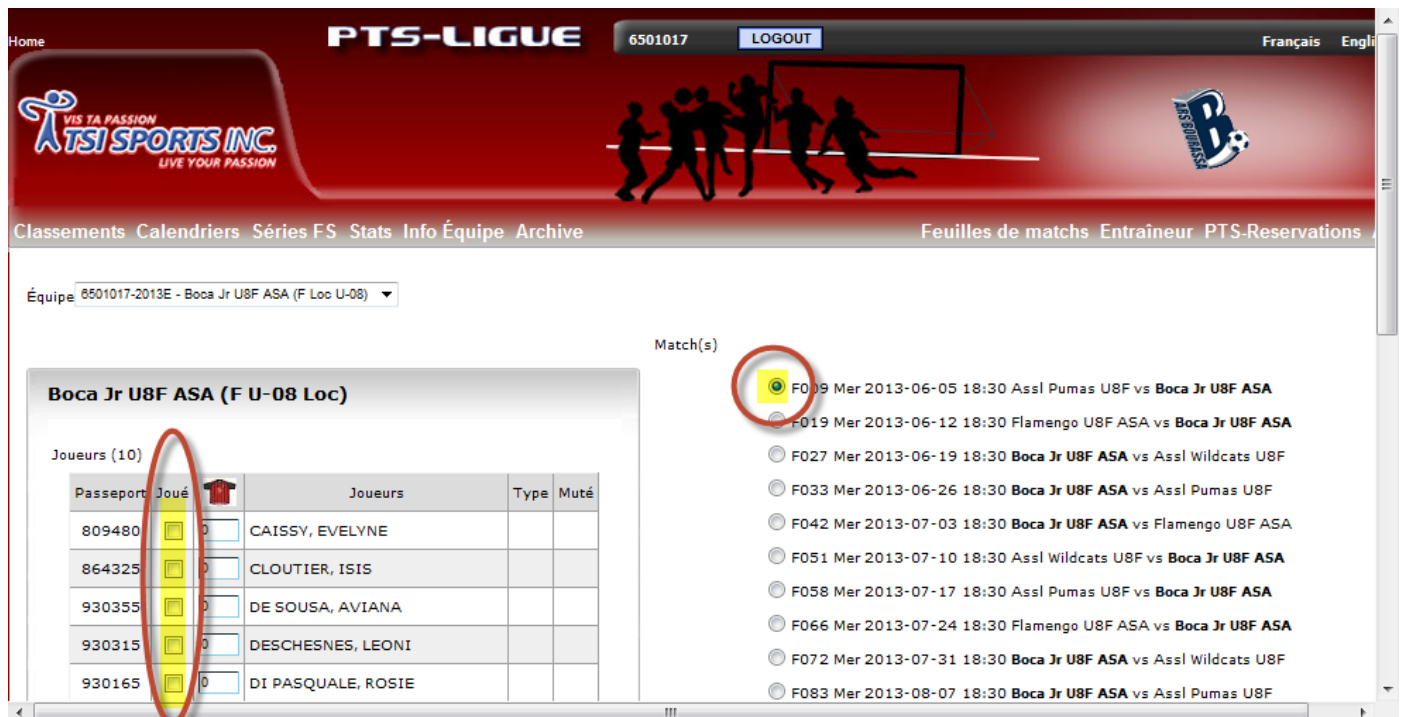 Home
PTS-LIGUE
6501017
LOGOUT
Français Engli
VIS TA PASSION
TSI SPORTS INC.
LIVE YOUR PASSION
ARS BOURASSA
B
Classements Calendriers Séries FS Stats Info Équipe Archive
Feuilles de matchs Entraîneur PTS-Reservations
Équipe 6501017-2013E - Boca Jr U8F ASA (F Loc U-08)
Match(s)
Boca Jr U8F ASA (F U-08 Loc)
Joueurs (10)
Passeport Joué Joueurs Type Muté
809480 0 CAISSY, EVELYNE
864325 0 CLOUTIER, ISIS
930355 0 DE SOUSA, AVIANA
930315 0 DESCHESNES, LEONI
930165 0 DI PASQUALE, ROSIE
F009 Mer 2013-06-05 18:30 Assl Pumas U8F vs Boca Jr U8F ASA
F019 Mer 2013-06-12 18:30 Flamengo U8F ASA vs Boca Jr U8F ASA
F027 Mer 2013-06-19 18:30 Boca Jr U8F ASA vs Assl Wildcats U8F
F033 Mer 2013-06-26 18:30 Boca Jr U8F ASA vs Assl Pumas U8F
F042 Mer 2013-07-03 18:30 Boca Jr U8F ASA vs Flamengo U8F ASA
F051 Mer 2013-07-10 18:30 Assl Wildcats U8F vs Boca Jr U8F ASA
F058 Mer 2013-07-17 18:30 Assl Pumas U8F vs Boca Jr U8F ASA
F066 Mer 2013-07-24 18:30 Flamengo U8F ASA vs Boca Jr U8F ASA
F072 Mer 2013-07-31 18:30 Boca Jr U8F ASA vs Assl Wildcats U8F
F083 Mer 2013-08-07 18:30 Boca Jr U8F ASA vs Assl Pumas U8F